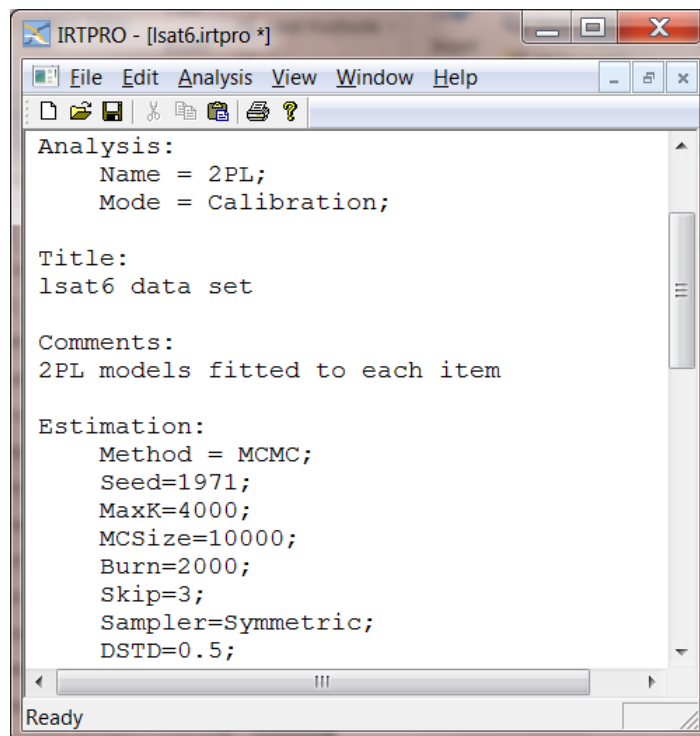 IRTPRO - [lsat6.irtpro *]
File Edit Analysis View Window Help
Analysis:
    Name = 2PL;
    Mode = Calibration;

Title:
lsat6 data set

Comments:
2PL models fitted to each item

Estimation:
    Method = MCMC;
    Seed=1971;
    MaxK=4000;
    MCSize=10000;
    Burn=2000;
    Skip=3;
    Sampler=Symmetric;
    DSTD=0.5;
Ready